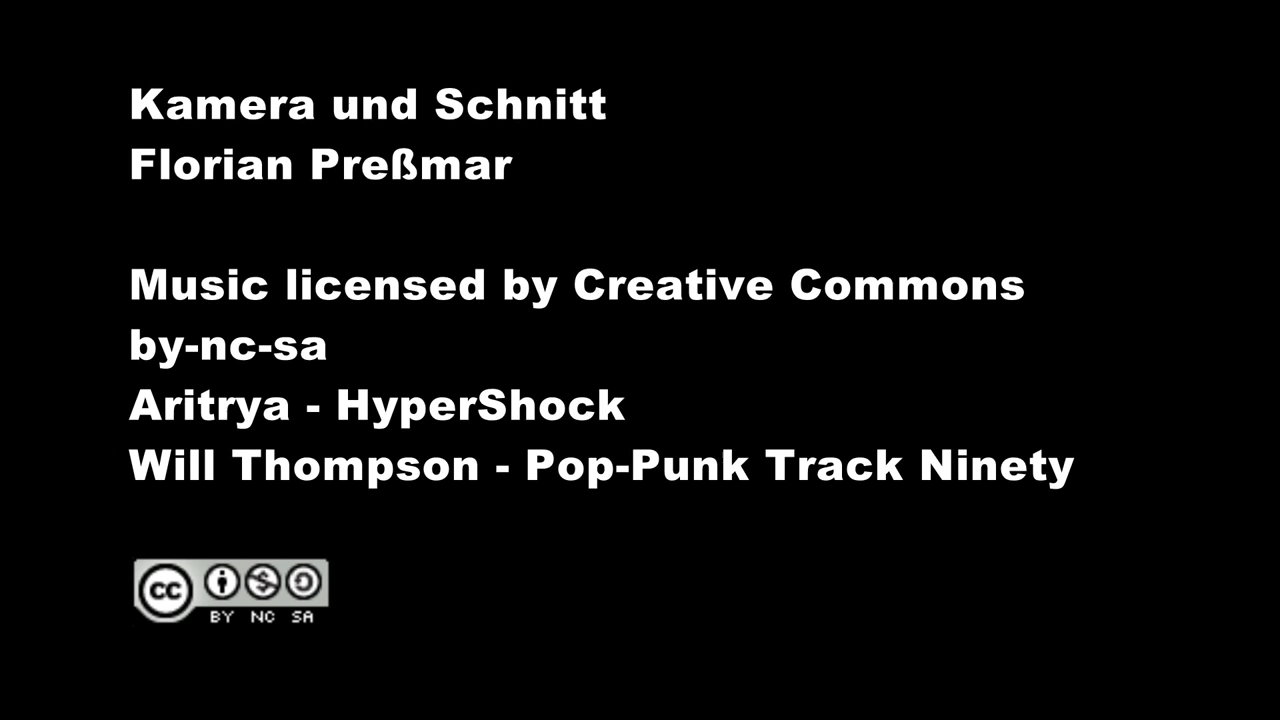 Kamera und Schnitt
Florian Preßmar
Music licensed by Creative Commons
by-nc-sa
Aritrya - HyperShock
Will Thompson - Pop-Punk Track Ninety
cc
BY NC SA